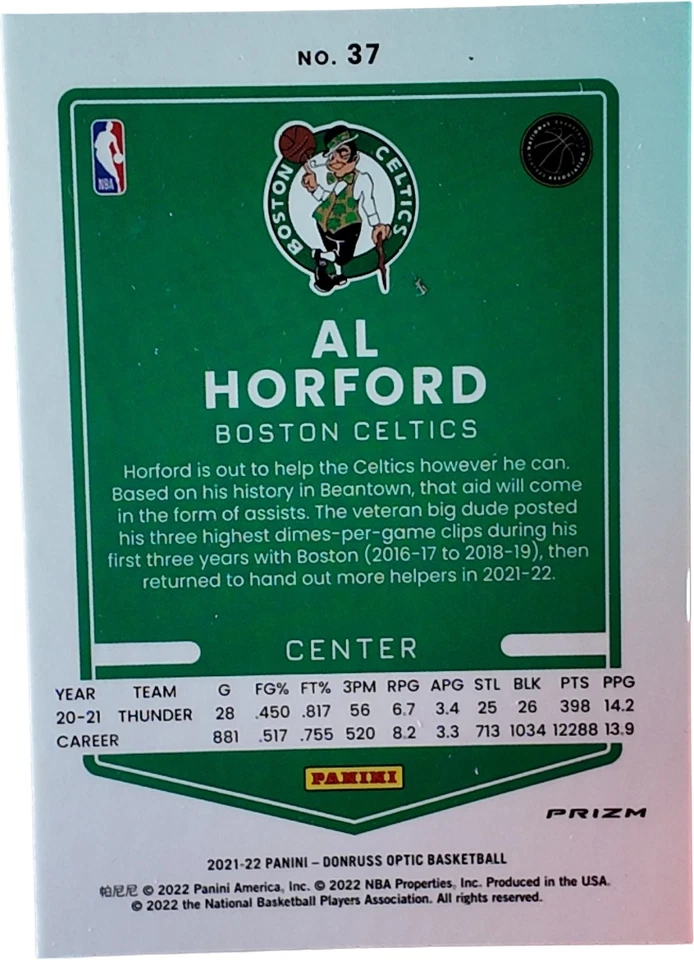 NO. 37
NBA
BOSTON CELTICS
NATIONAL BASKETBALL ASSOCIATION
AL
HORFORD
BOSTON CELTICS
Horford is out to help the Celtics however he can.
Based on his history in Beantown, that aid will come
in the form of assists. The veteran big dude posted
his three highest dimes-per-game clips during his
first three years with Boston (2016-17 to 2018-19), then
returned to hand out more helpers in 2021-22.
CENTER
YEAR TEAM G FG% FT% 3PM RPG APG STL BLK PTS PPG
20-21 THUNDER 28 .450 .817 56 6.7 3.4 25 26 398 14.2
CAREER 881 .517 .755 520 8.2 3.3 713 1034 12288 13.9
PANINI
PRIZM
2021-22 PANINI – DONRUSS OPTIC BASKETBALL
帕尼尼 © 2022 Panini America, Inc. © 2022 NBA Properties, Inc. Produced in the USA.
© 2022 the National Basketball Players Association. All rights reserved.